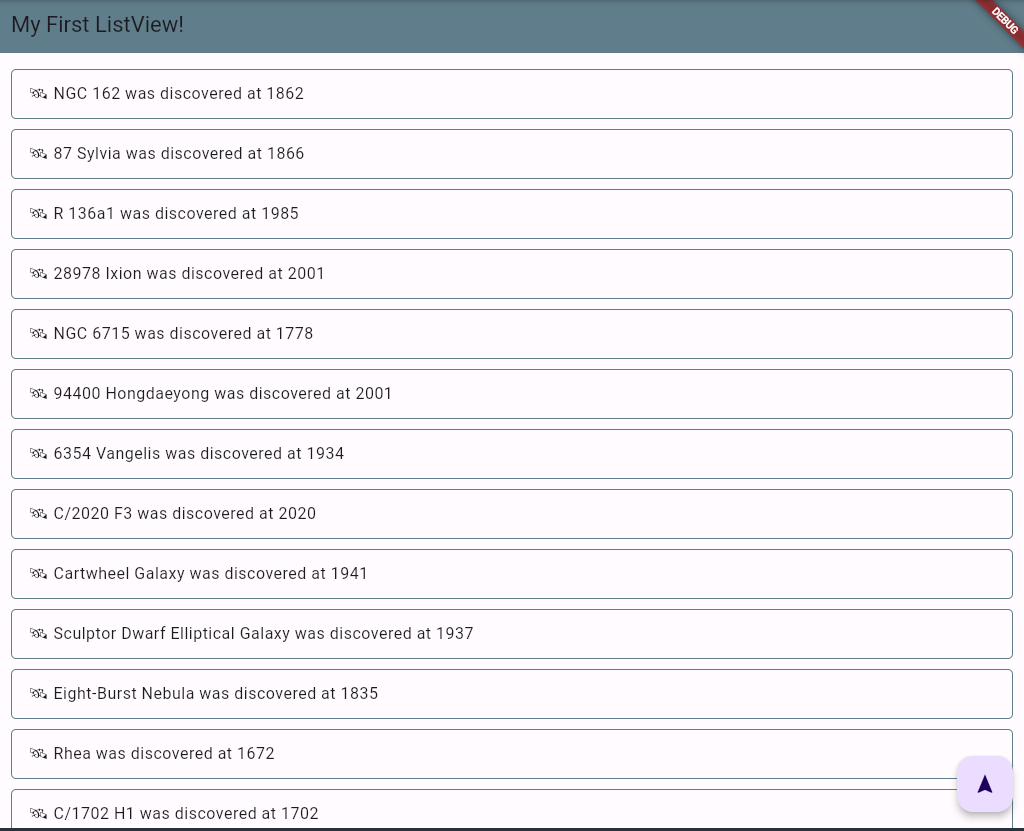 My First ListView!
DEBUG
NGC 162 was discovered at 1862
87 Sylvia was discovered at 1866
R 136a1 was discovered at 1985
28978 Ixion was discovered at 2001
NGC 6715 was discovered at 1778
94400 Hongdaeyong was discovered at 2001
6354 Vangelis was discovered at 1934
C/2020 F3 was discovered at 2020
Cartwheel Galaxy was discovered at 1941
Sculptor Dwarf Elliptical Galaxy was discovered at 1937
Eight-Burst Nebula was discovered at 1835
Rhea was discovered at 1672
C/1702 H1 was discovered at 1702